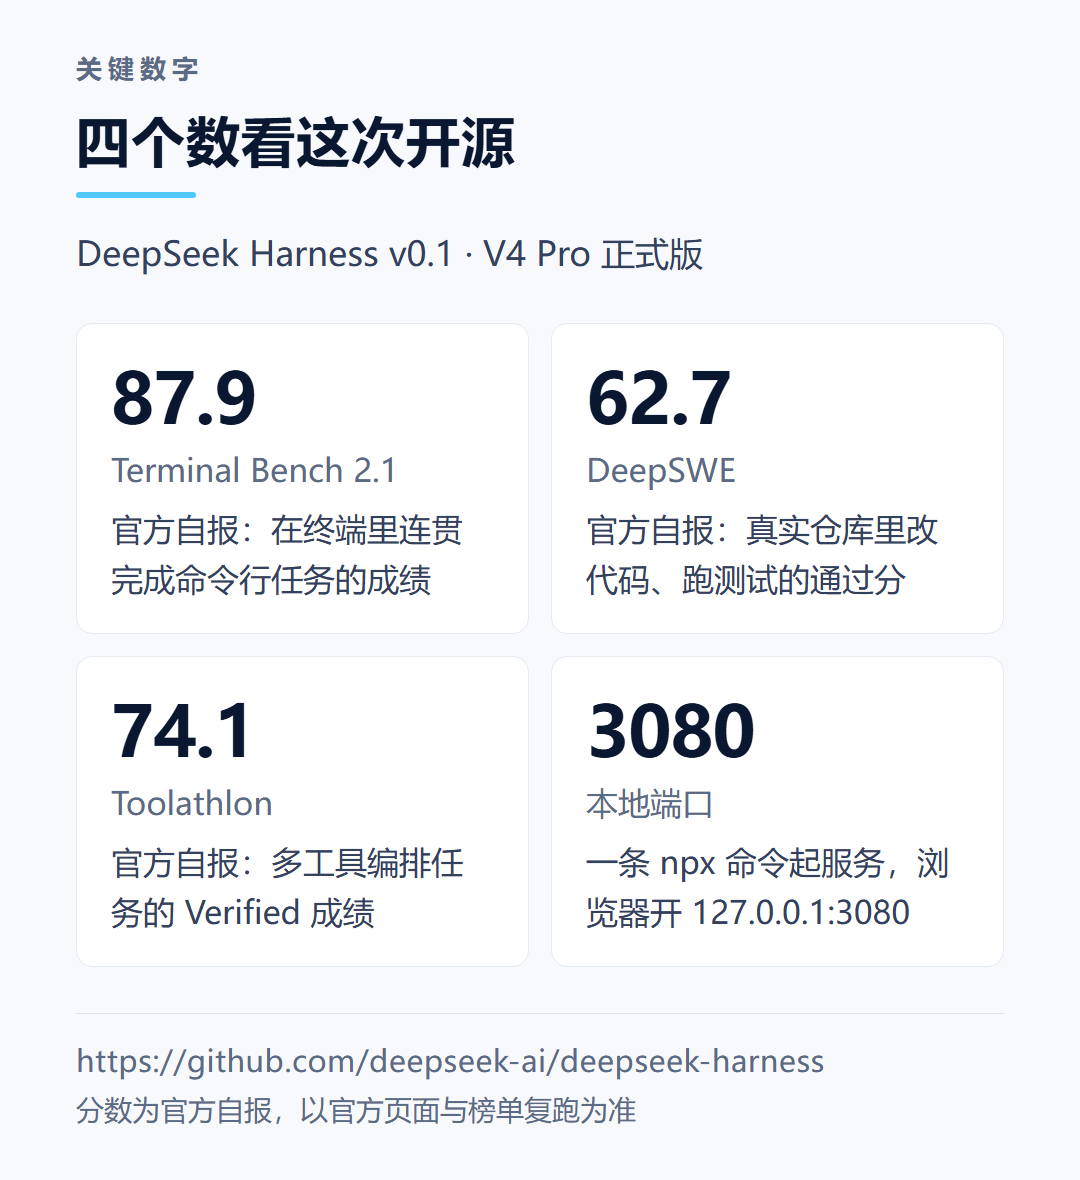 关键数字
四个数看这次开源
DeepSeek Harness v0.1 · V4 Pro 正式版
87.9
Terminal Bench 2.1
官方自报：在终端里连贯
完成命令行任务的成绩
62.7
DeepSWE
官方自报：真实仓库里改
代码、跑测试的通过分
74.1
Toolathlon
官方自报：多工具编排任
务的 Verified 成绩
3080
本地端口
一条 npx 命令起服务，浏
览器开 127.0.0.1:3080
https://github.com/deepseek-ai/deepseek-harness
分数为官方自报，以官方页面与榜单复跑为准